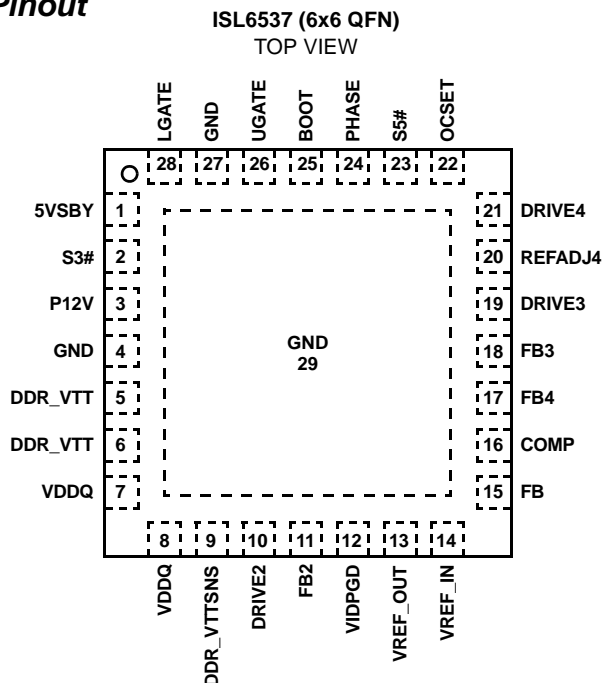 Pinout
ISL6537 (6x6 QFN)
TOP VIEW
LGATE
GND
UGATE
BOOT
PHASE
S5#
OCSET
28 27 26 25 24 23 22
5VSBY 1
S3# 2
P12V 3
GND 4
DDR_VTT 5
DDR_VTT 6
VDDQ 7
GND
29
21 DRIVE4
20 REFADJ4
19 DRIVE3
18 FB3
17 FB4
16 COMP
15 FB
8 9 10 11 12 13 14
VDDQ
DDR_VTTSNS
DRIVE2
FB2
VIDPGD
VREF_OUT
VREF_IN